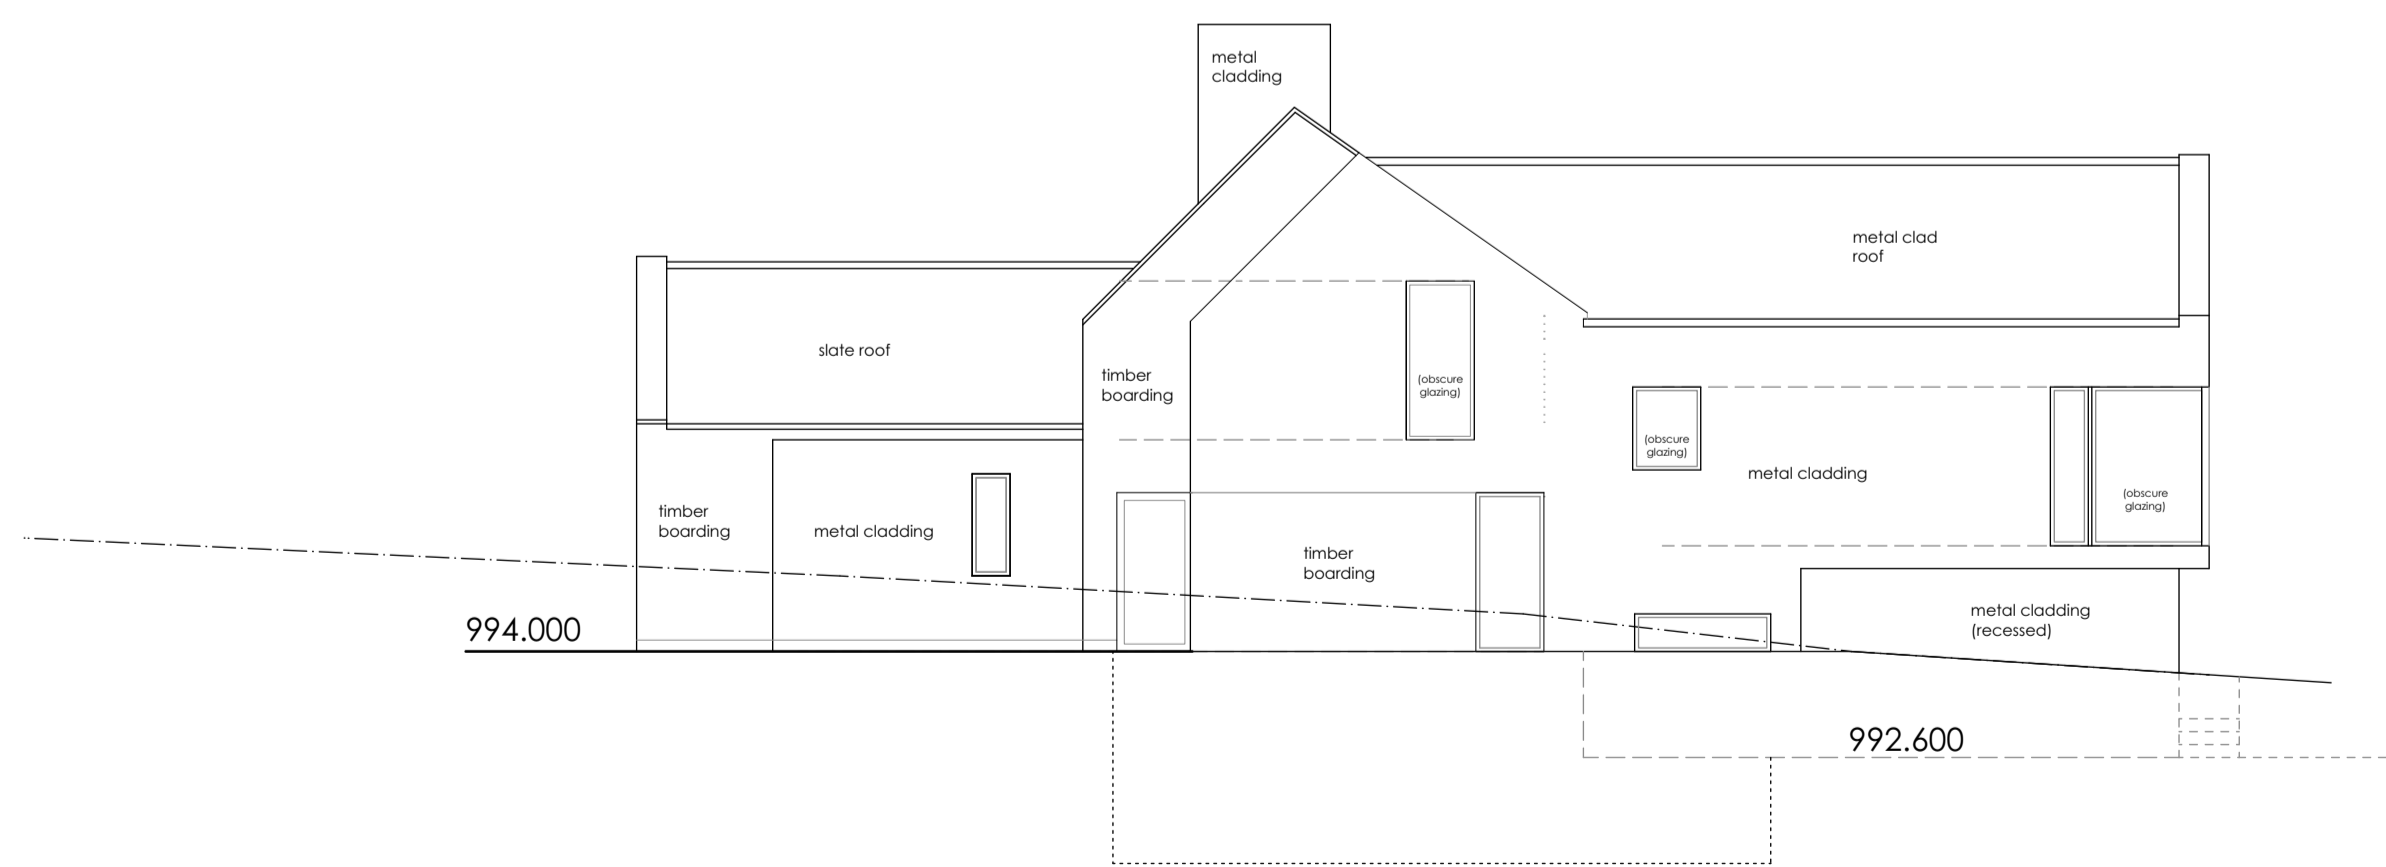 metal
cladding
metal clad
roof
slate roof
timber
boarding
(obscure
glazing)
(obscure
glazing)
metal cladding
(obscure
glazing)
timber
boarding
metal cladding
timber
boarding
metal cladding
(recessed)
994.000
992.600